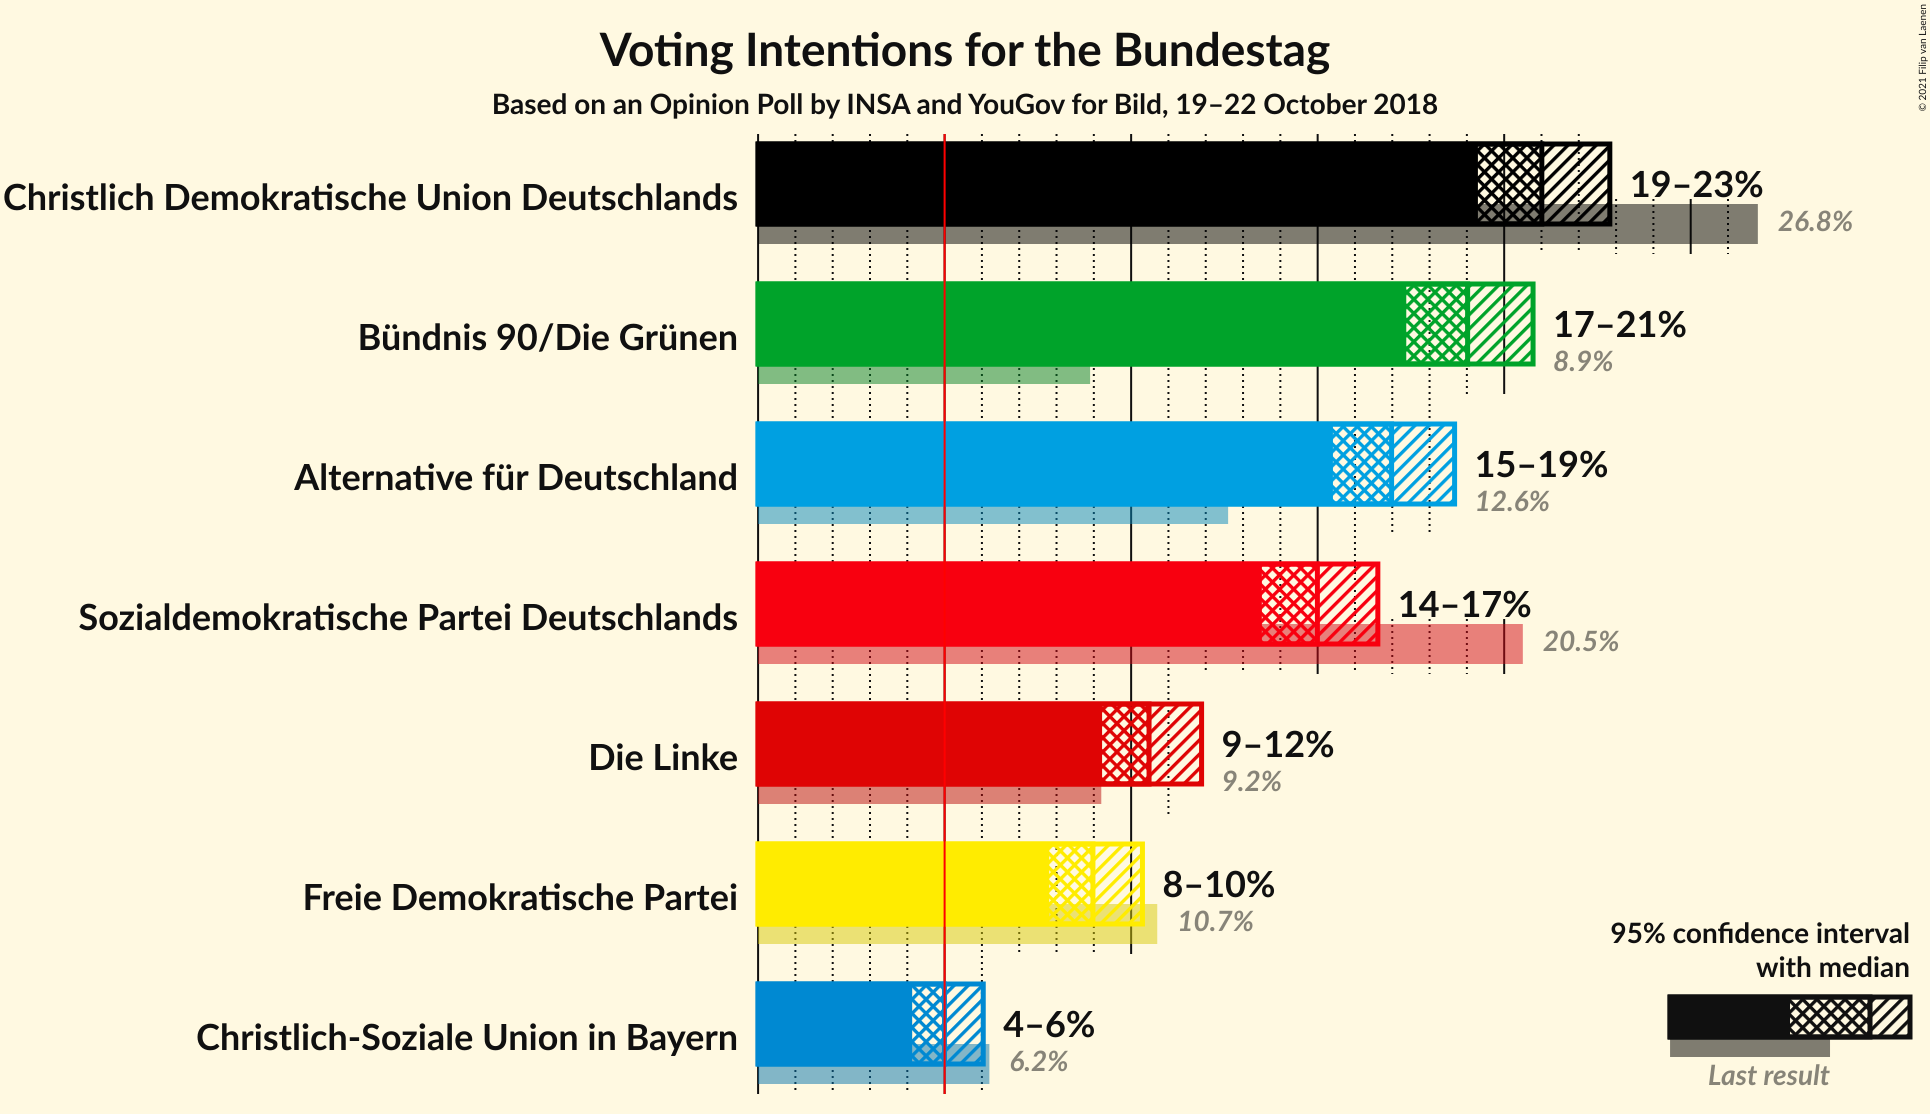 Voting Intentions for the Bundestag
Based on an Opinion Poll by INSA and YouGov for Bild, 19–22 October 2018
© 2021 Filip van Laenen
Christlich Demokratische Union Deutschlands
19–23%
26.8%
Bündnis 90/Die Grünen
17–21%
8.9%
Alternative für Deutschland
15–19%
12.6%
Sozialdemokratische Partei Deutschlands
14–17%
20.5%
Die Linke
9–12%
9.2%
Freie Demokratische Partei
8–10%
10.7%
Christlich-Soziale Union in Bayern
4–6%
6.2%
95% confidence interval
with median
Last result